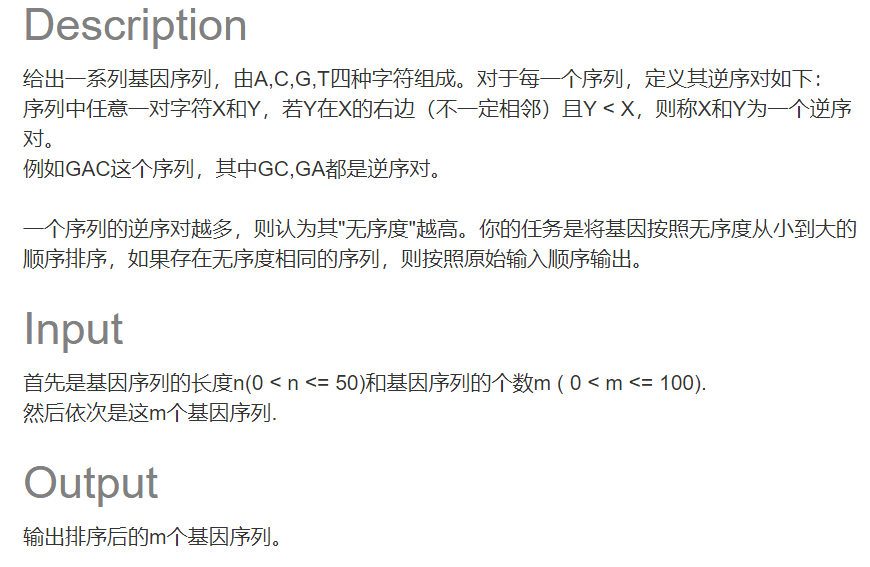 Description
给出一系列基因序列，由A,C,G,T四种字符组成。对于每一个序列，定义其逆序对如下：
序列中任意一对字符X和Y，若Y在X的右边（不一定相邻）且Y < X，则称X和Y为一个逆序
对。
例如GAC这个序列，其中GC,GA都是逆序对。
一个序列的逆序对越多，则认为其"无序度"越高。你的任务是将基因按照无序度从小到大的
顺序排序，如果存在无序度相同的序列，则按照原始输入顺序输出。
Input
首先是基因序列的长度n(0 < n <= 50)和基因序列的个数m ( 0 < m <= 100).
然后依次是这m个基因序列.
Output
输出排序后的m个基因序列。